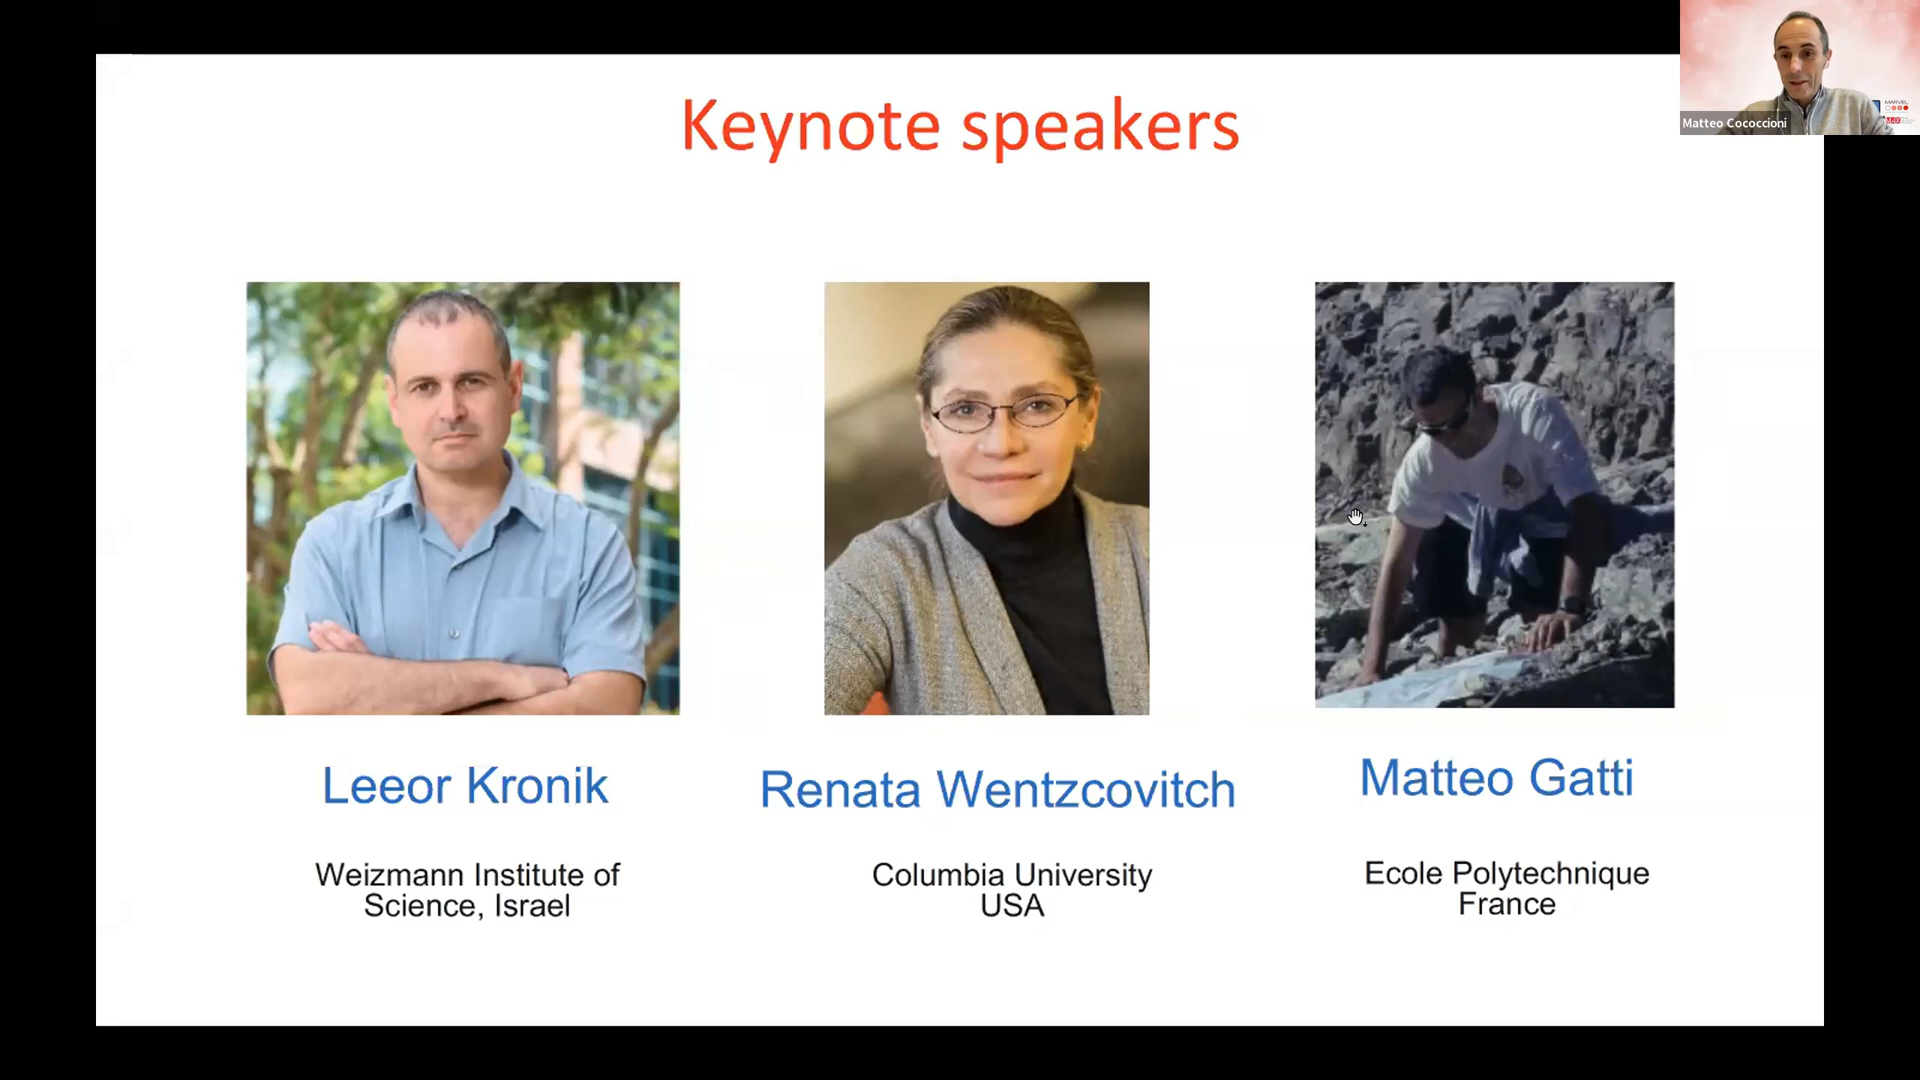 Keynote speakers
MARVEL
Matteo Cococcioni
Leeor Kronik
Renata Wentzcovitch
Matteo Gatti
Weizmann Institute of
Science, Israel
Columbia University
USA
Ecole Polytechnique
France